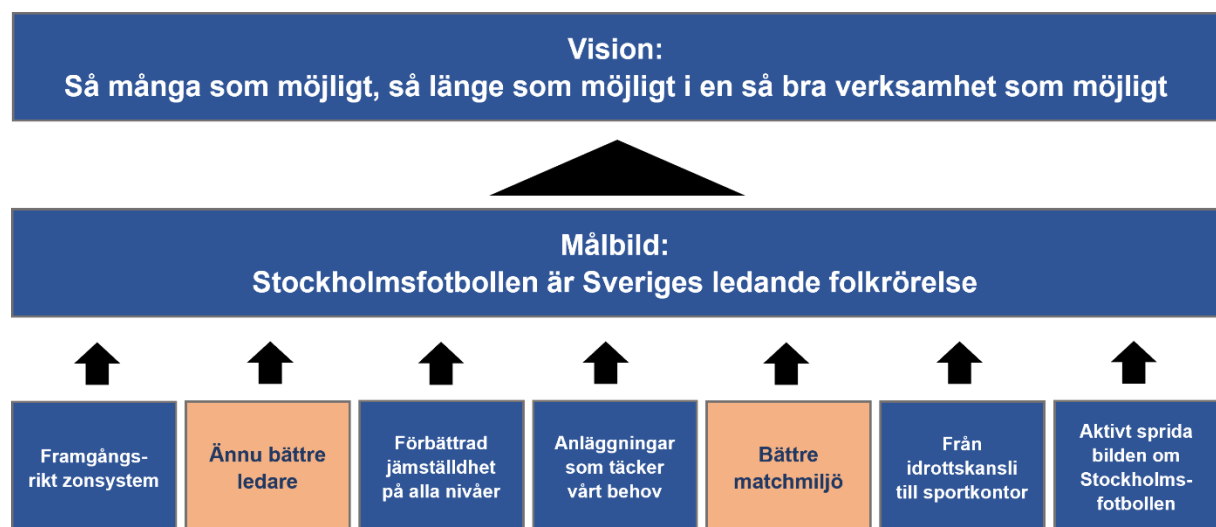 Vision:
Så många som möjligt, så länge som möjligt i en så bra verksamhet som möjligt
Målbild:
Stockholmsfotbollen är Sveriges ledande folkrörelse
Framgångs-
rikt zonsystem
Ännu bättre
ledare
Förbättrad
jämställdhet
på alla nivåer
Anläggningar
som täcker
vårt behov
Bättre
matchmiljö
Från
idrottskansli
till sportkontor
Aktivt sprida
bilden om
Stockholms-
fotbollen